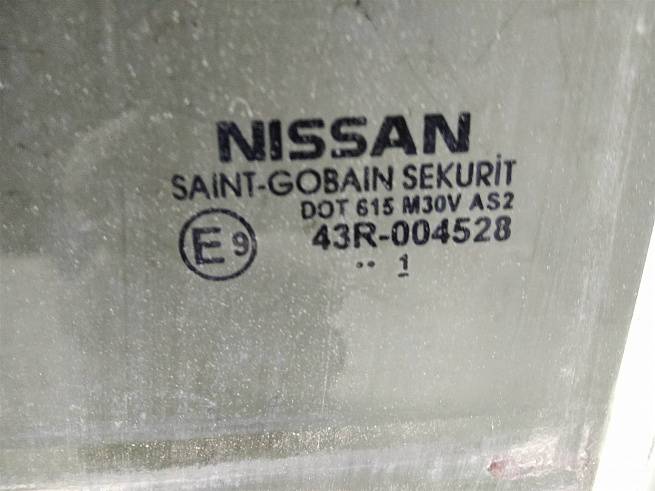 NISSAN
SAINT-GOBAIN SEKURIT
DOT 615 M30V AS2
E9 43R-004528
.. 1